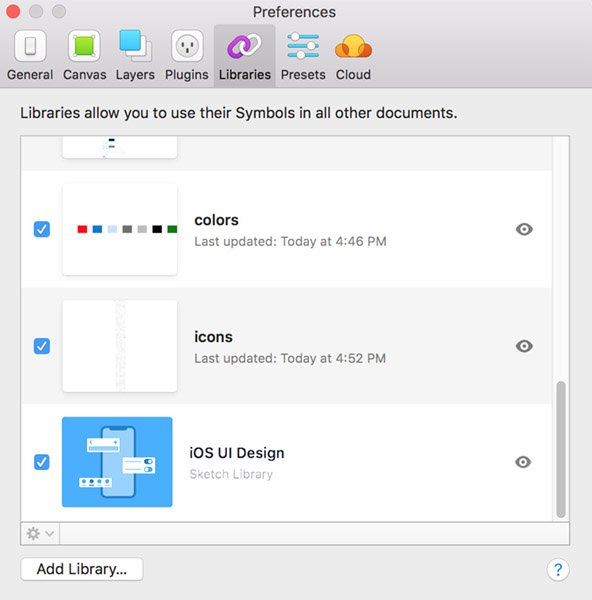 Preferences
General Canvas Layers Plugins Libraries Presets Cloud
Libraries allow you to use their Symbols in all other documents.
colors
Last updated: Today at 4:46 PM
icons
Last updated: Today at 4:52 PM
iOS UI Design
Sketch Library
Add Library...
?